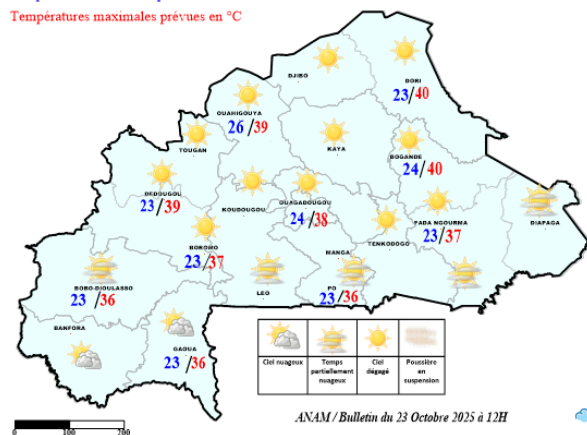 Températures maximales prévues en °C
DJIBO
DORI
23/40
OUAHIGOUYA
26/39
TOUGAN
KAYA
BOGANDE
24/40
DEDOUGOU
23/39
KOUDOUGOU
OUAGADOUGOU
24/38
FADA NGOURMA
23/37
DIAPAGA
BOROMO
23/37
TENKODOGO
MANGA
BOBO-DIOULASSO
23/36
LEO
PO
23/36
BANFORA
GAOUA
23/36
Ciel nuageux
Temps partiellement nuageux
Ciel dégagé
Poussière en suspension
ANAM / Bulletin du 23 Octobre 2025 à 12H
0 100 200